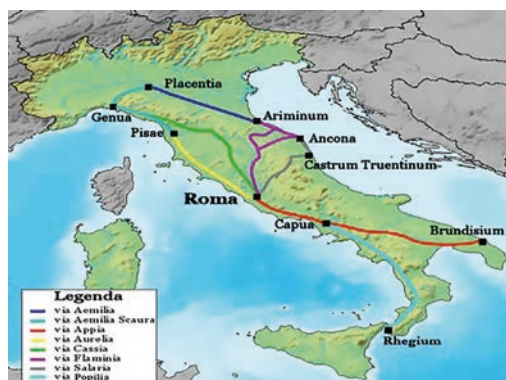 Placentia
Genua
Ariminum
Pisae
Ancona
Castrum Truentinum
Roma
Capua
Brundisium
Rhegium
Legenda
via Aemilia
via Aemilia Scaura
via Appia
via Aurelia
via Cassia
via Flaminia
via Salaria
via Popilia